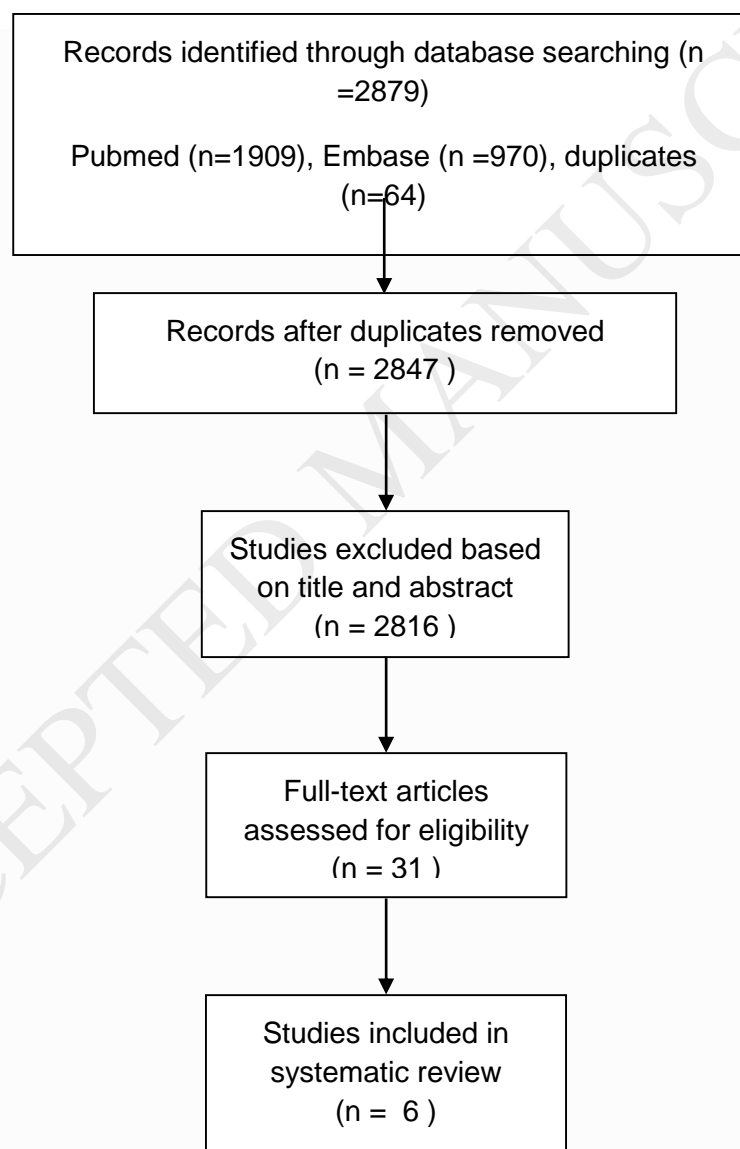 Records identified through database searching (n
=2879)
Pubmed (n=1909), Embase (n =970), duplicates
(n=64)
Records after duplicates removed
(n = 2847 )
Studies excluded based
on title and abstract
(n = 2816 )
Full-text articles
assessed for eligibility
(n = 31 )
Studies included in
systematic review
(n =  6 )
CEPTED MANUSC